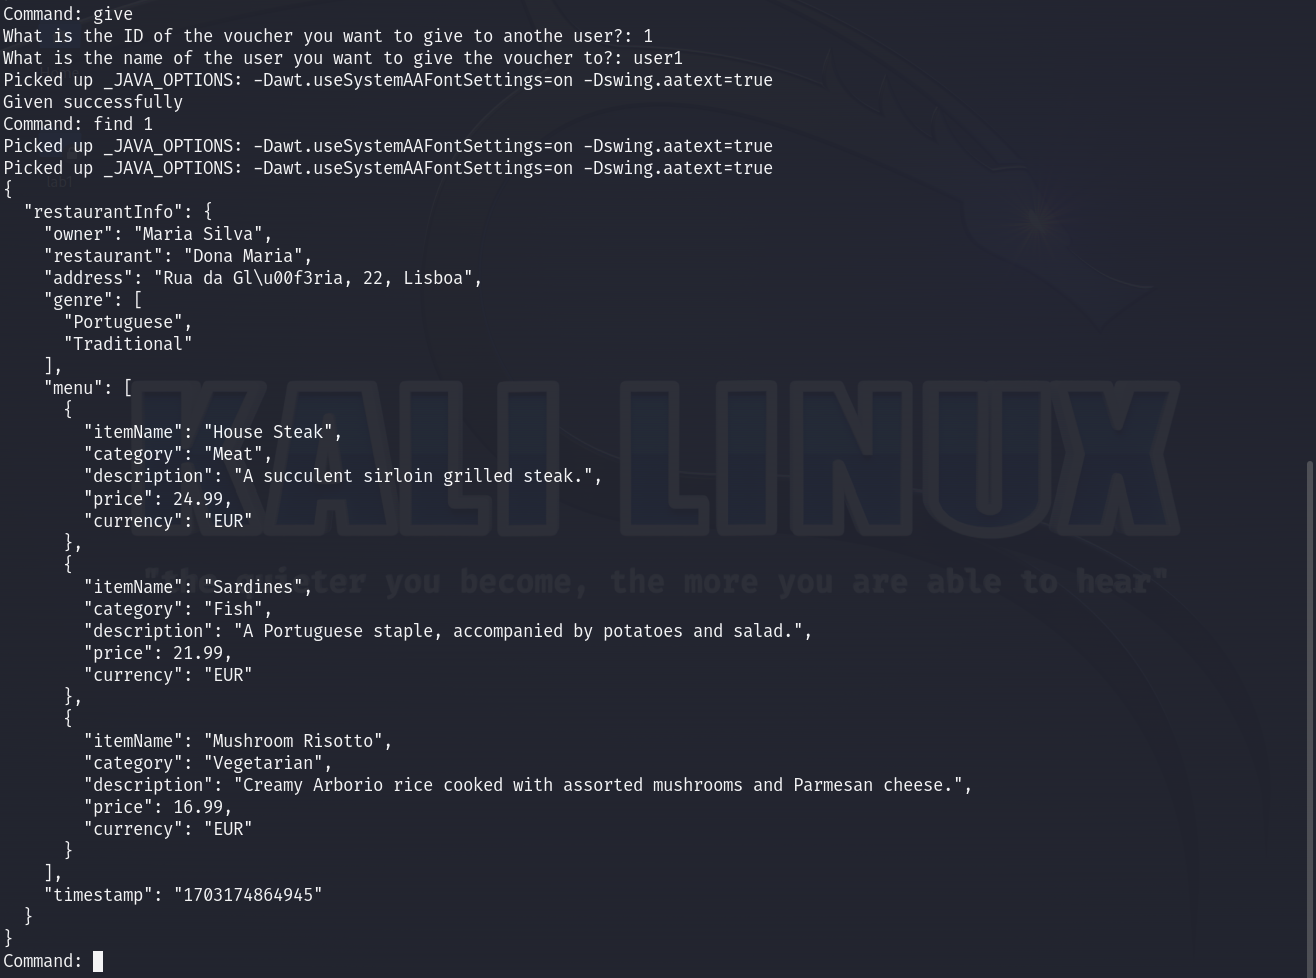 Command: give
What is the ID of the voucher you want to give to anothe user?: 1
What is the name of the user you want to give the voucher to?: user1
Picked up _JAVA_OPTIONS: -Dawt.useSystemAAFontSettings=on -Dswing.aatext=true
Given successfully
Command: find 1
Picked up _JAVA_OPTIONS: -Dawt.useSystemAAFontSettings=on -Dswing.aatext=true
Picked up _JAVA_OPTIONS: -Dawt.useSystemAAFontSettings=on -Dswing.aatext=true
{
  "restaurantInfo": {
    "owner": "Maria Silva",
    "restaurant": "Dona Maria",
    "address": "Rua da Gl\u00f3ria, 22, Lisboa",
    "genre": [
      "Portuguese",
      "Traditional"
    ],
    "menu": [
      {
        "itemName": "House Steak",
        "category": "Meat",
        "description": "A succulent sirloin grilled steak.",
        "price": 24.99,
        "currency": "EUR"
      },
      {
        "itemName": "Sardines",
        "category": "Fish",
        "description": "A Portuguese staple, accompanied by potatoes and salad.",
        "price": 21.99,
        "currency": "EUR"
      },
      {
        "itemName": "Mushroom Risotto",
        "category": "Vegetarian",
        "description": "Creamy Arborio rice cooked with assorted mushrooms and Parmesan cheese.",
        "price": 16.99,
        "currency": "EUR"
      }
    ],
    "timestamp": "1703174864945"
  }
}
Command:
KALI LINUX
"the quieter you become, the more you are able to hear"